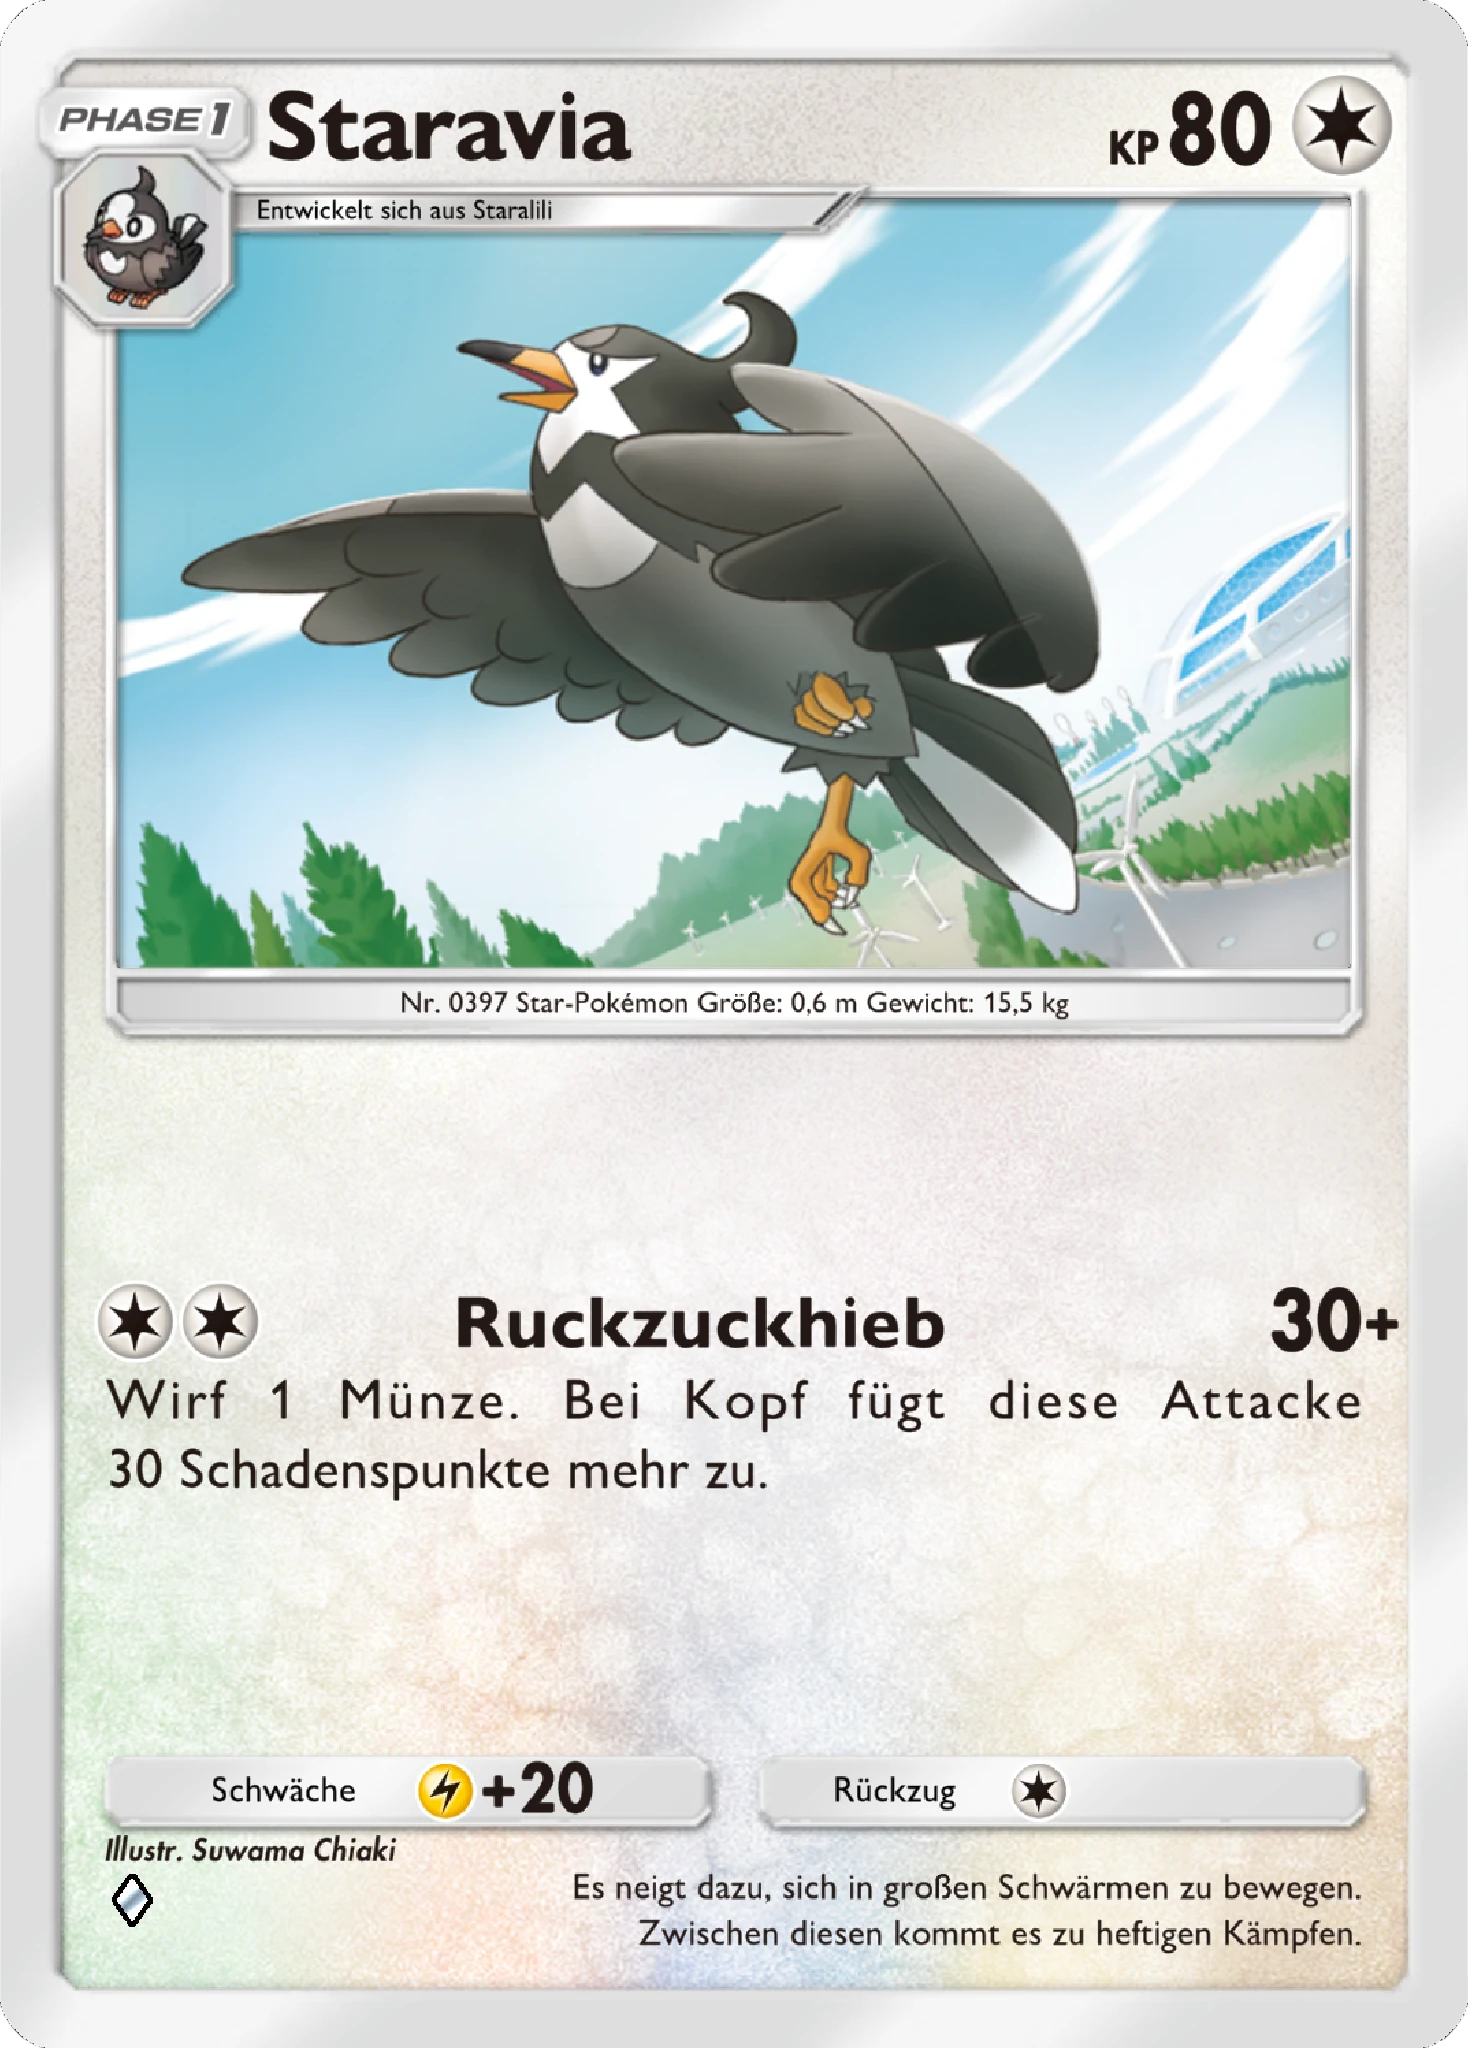 PHASE 1
Staravia
KP 80
Entwickelt sich aus Staralili
Nr. 0397 Star-Pokémon Größe: 0,6 m Gewicht: 15,5 kg
Ruckzuckhieb 30+
Wirf 1 Münze. Bei Kopf fügt diese Attacke
30 Schadenspunkte mehr zu.
Schwäche +20
Rückzug
Illustr. Suwama Chiaki
Es neigt dazu, sich in großen Schwärmen zu bewegen.
Zwischen diesen kommt es zu heftigen Kämpfen.